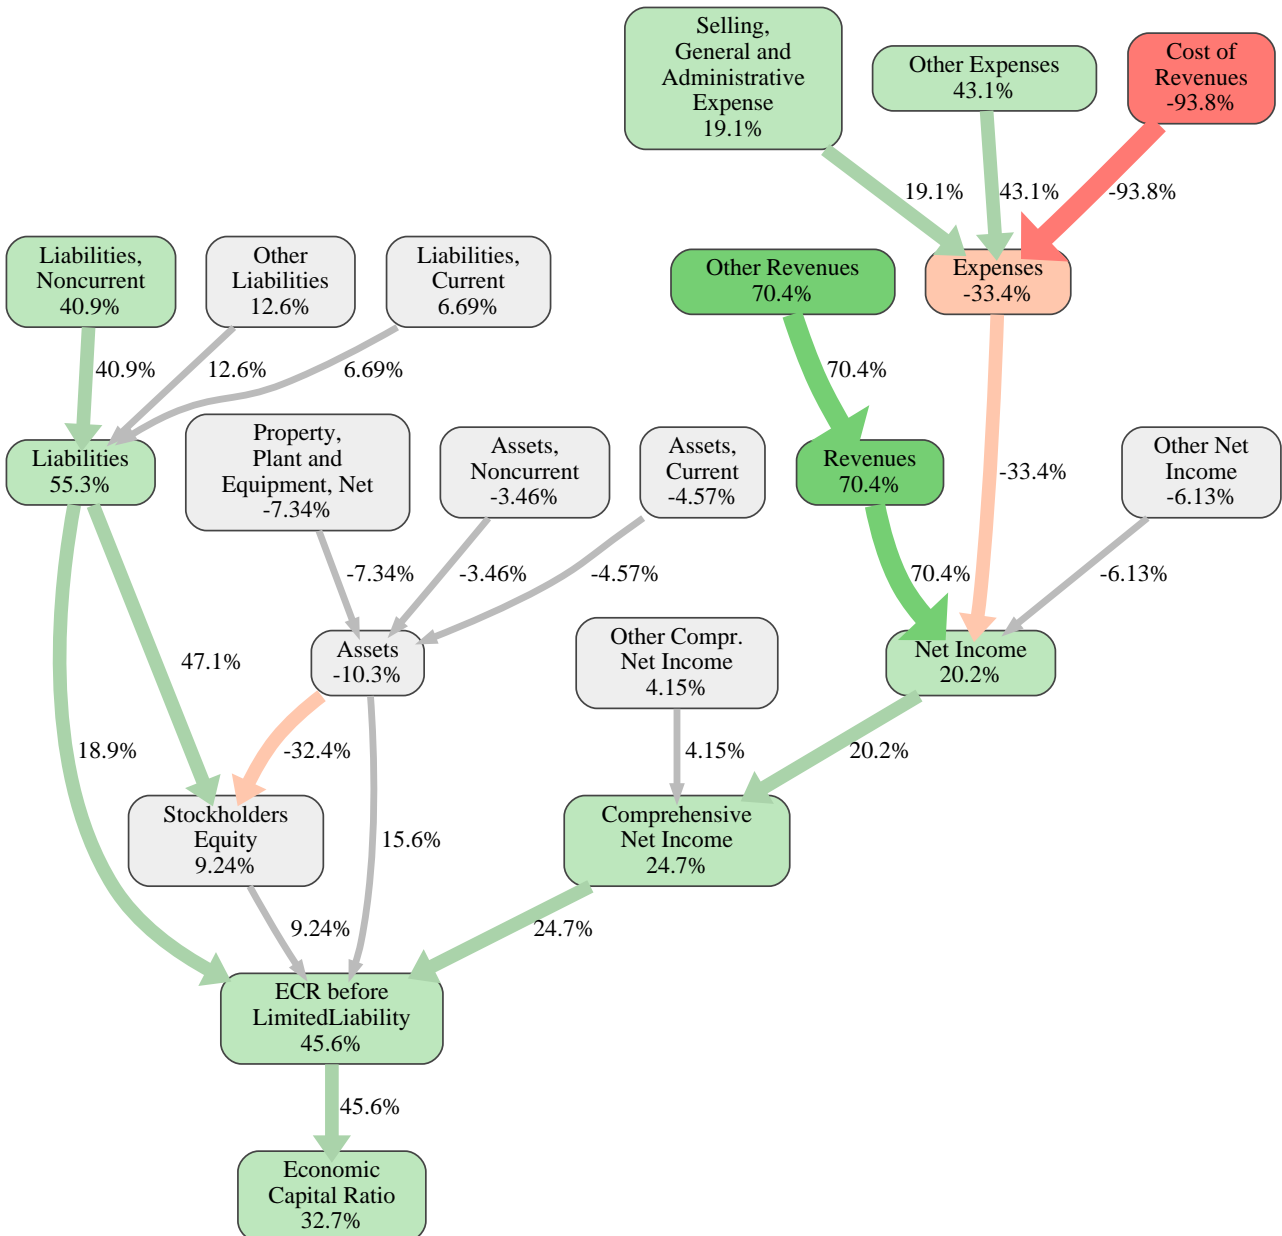 Selling,
General and
Administrative
Expense
19.1%
Other Expenses
43.1%
Cost of
Revenues
-93.8%
19.1%
43.1%
-93.8%
Liabilities,
Noncurrent
40.9%
Other
Liabilities
12.6%
Liabilities,
Current
6.69%
Other Revenues
70.4%
Expenses
-33.4%
40.9%
12.6%
6.69%
70.4%
-33.4%
Liabilities
55.3%
Property,
Plant and
Equipment, Net
-7.34%
Assets,
Noncurrent
-3.46%
Assets,
Current
-4.57%
Revenues
70.4%
Other Net
Income
-6.13%
-7.34%
-3.46%
-4.57%
70.4%
-6.13%
47.1%
Assets
-10.3%
Other Compr.
Net Income
4.15%
Net Income
20.2%
18.9%
-32.4%
4.15%
20.2%
Stockholders
Equity
9.24%
15.6%
Comprehensive
Net Income
24.7%
9.24%
24.7%
ECR before
LimitedLiability
45.6%
45.6%
Economic
Capital Ratio
32.7%